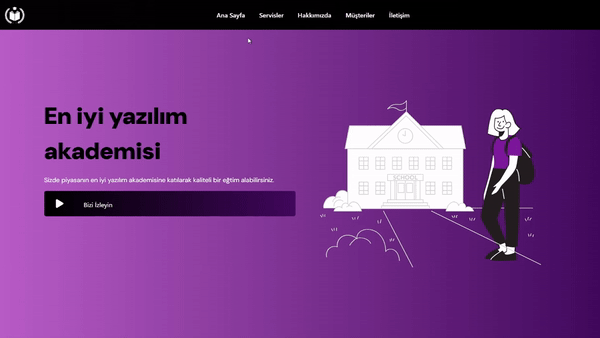 Ana Sayfa Servisler Hakkımızda Müşteriler İletişim
En iyi yazılım
akademisi
Sizde piyasanın en iyi yazılım akademisine katılarak kaliteli bir eğtim alabilirsiniz.
Bizi İzleyin
SCHOOL